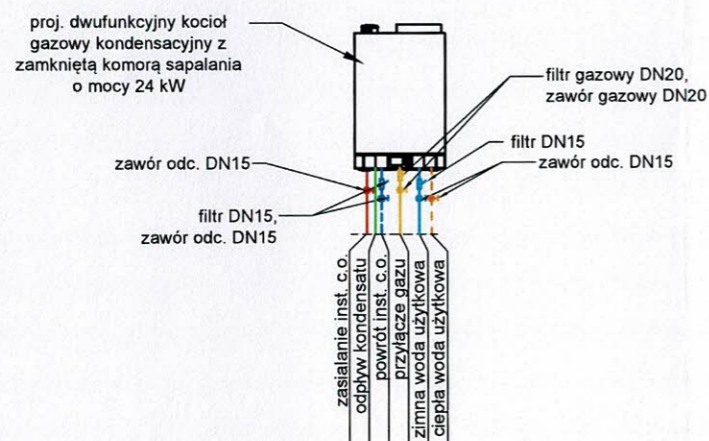 proj. dwufunkcyjny kocioł
gazowy kondensacyjny z
zamkniętą komorą sapalania
o mocy 24 kW
filtr gazowy DN20,
zawór gazowy DN20
filtr DN15
zawór odc. DN15
zawór odc. DN15
filtr DN15,
zawór odc. DN15
zasialanie inst. c.o.
odpływ kondensatu
powrót inst. c.o.
przyłącze gazu
zimna woda użytkowa
ciepła woda użytkowa